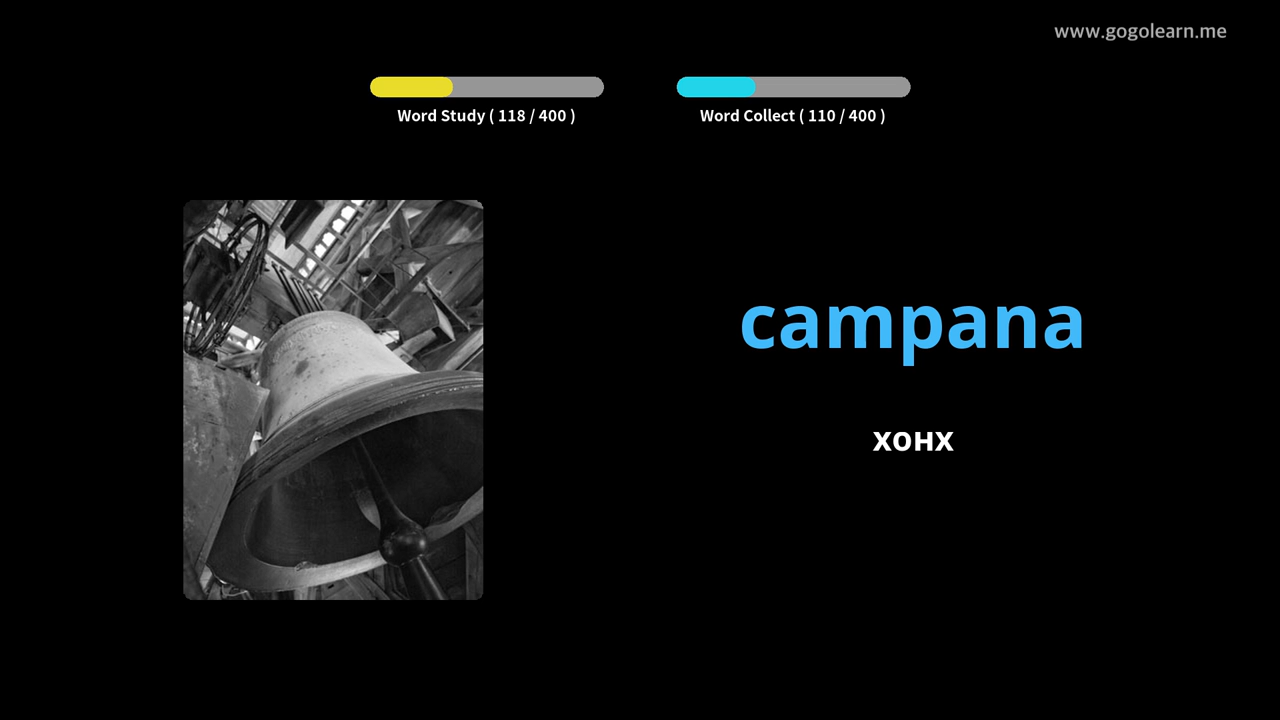 www.gogolearn.me
Word Study ( 118 / 400 )
Word Collect ( 110 / 400 )
campana
хонх